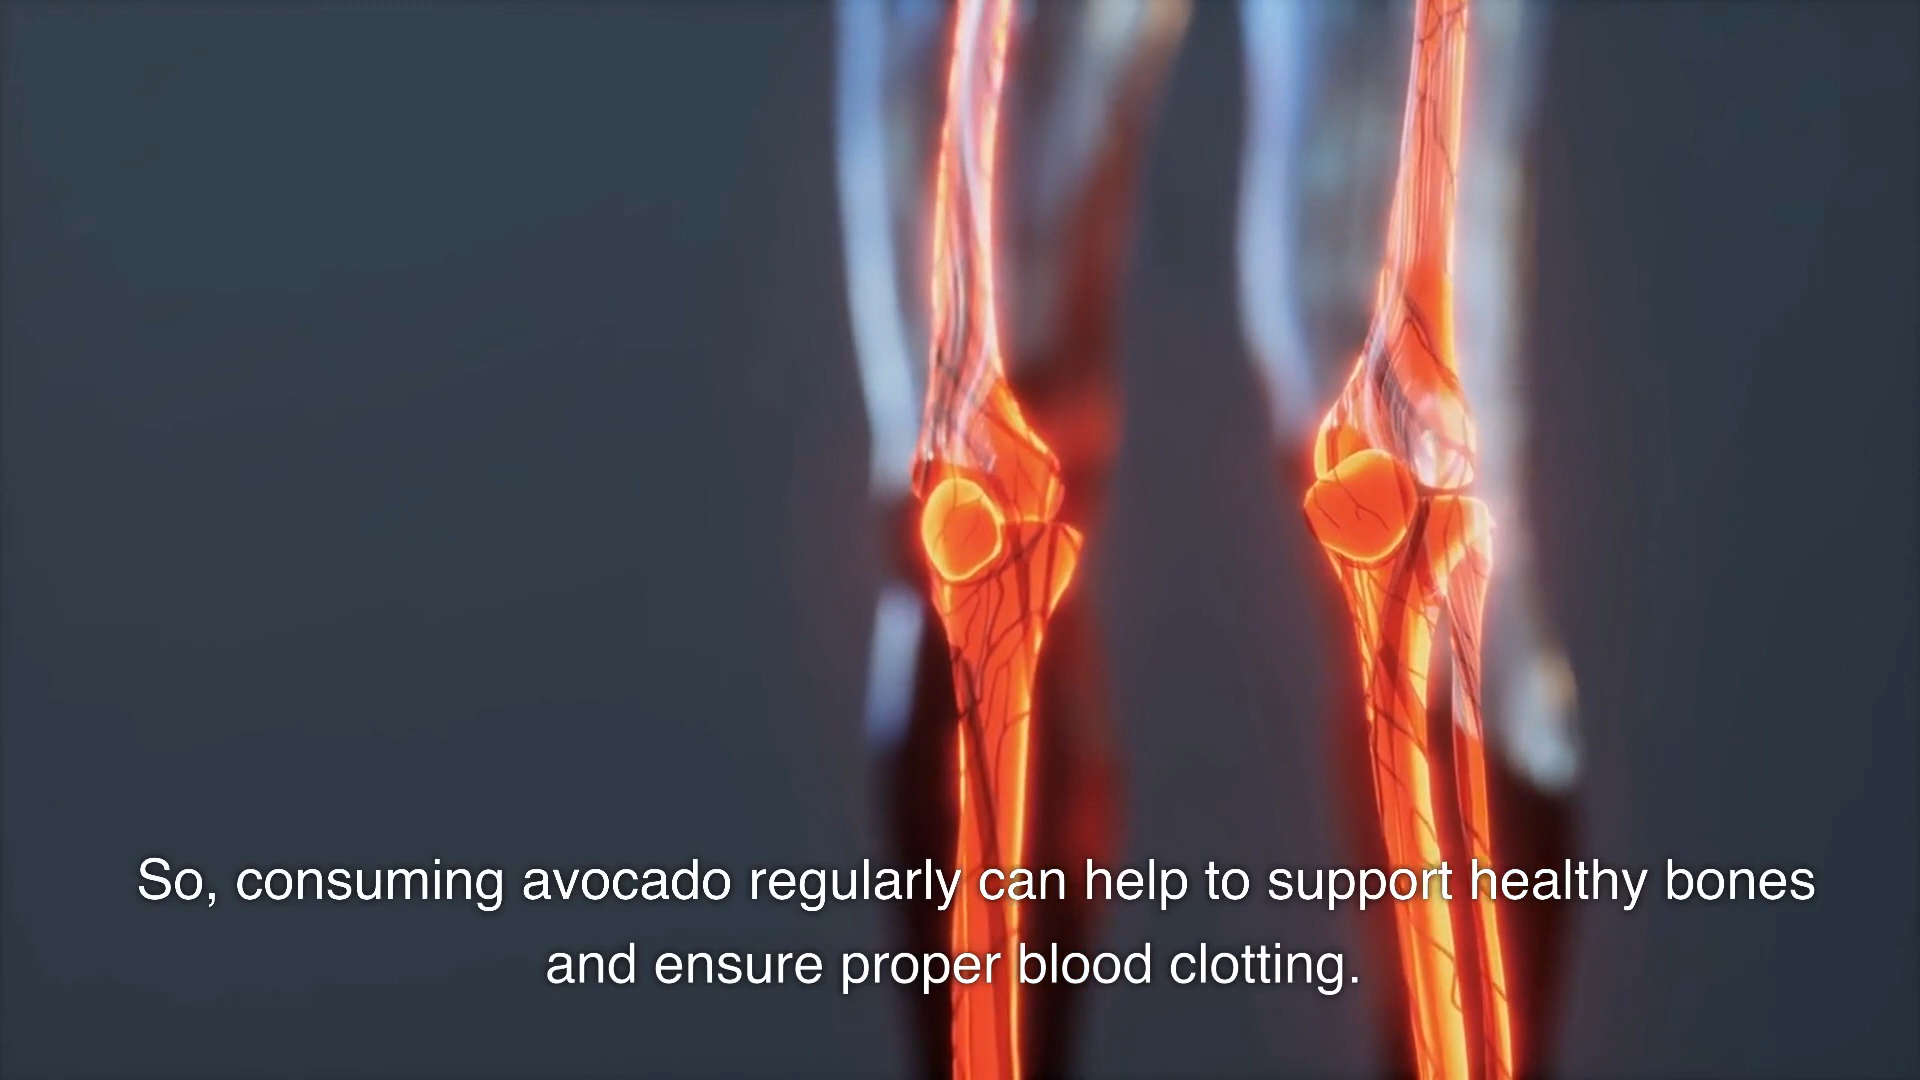 So, consuming avocado regularly can help to support healthy bones
and ensure proper blood clotting.